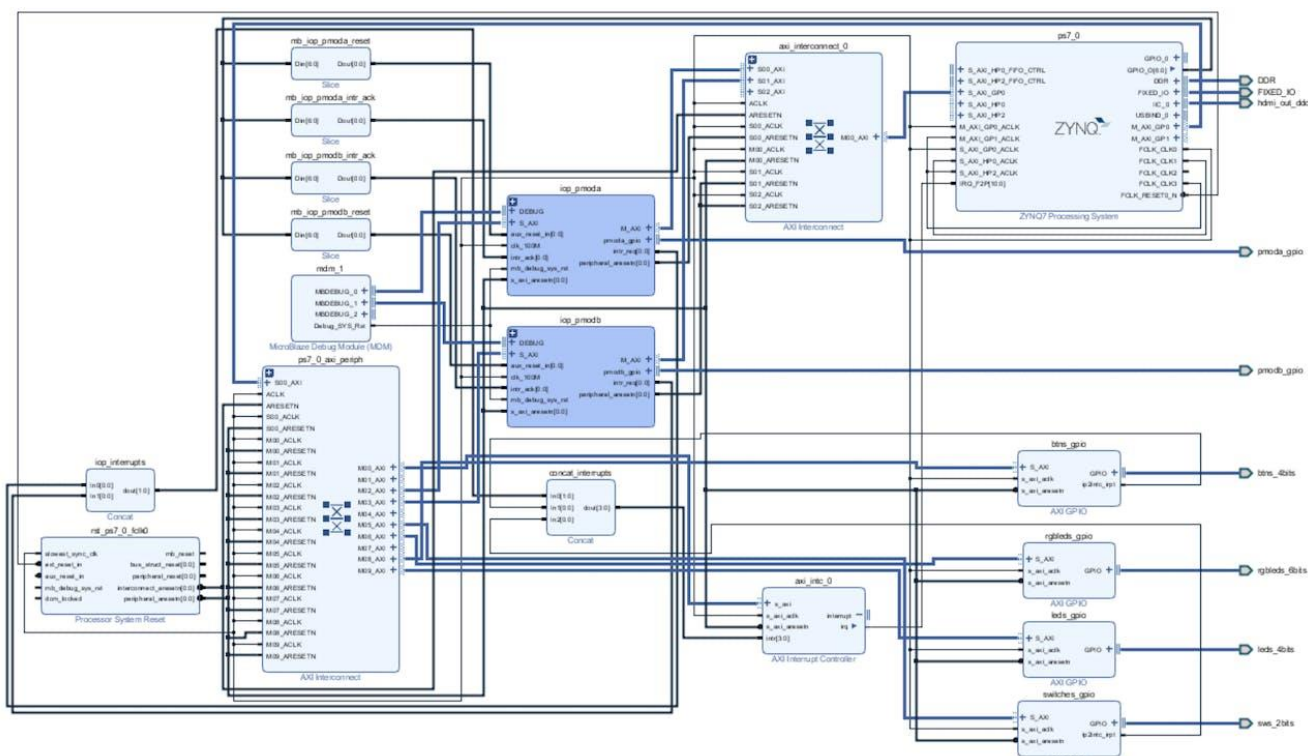 mb_iop_pmoda_reset
Din[6:0] Dout[0:0]
Slice
mb_iop_pmoda_intr_ack
Din[6:0] Dout[0:0]
Slice
mb_iop_pmodb_intr_ack
Din[6:0] Dout[0:0]
Slice
mb_iop_pmodb_reset
Din[6:0] Dout[0:0]
Slice
mdm_1
MBDEBUG_0
MBDEBUG_1
MBDEBUG_2
Debug_SYS_Rst
MicroBlaze Debug Module (MDM)
ps7_0_axi_periph
S00_AXI
ACLK
ARESETN
S00_ACLK
S00_ARESETN
M00_ACLK
M00_ARESETN
M01_ACLK
M01_ARESETN
M02_ACLK
M02_ARESETN
M03_ACLK
M03_ARESETN
M04_ACLK
M04_ARESETN
M05_ACLK
M05_ARESETN
M06_ACLK
M06_ARESETN
M07_ACLK
M07_ARESETN
M08_ACLK
M08_ARESETN
M09_ACLK
M09_ARESETN
M00_AXI
M01_AXI
M02_AXI
M03_AXI
M04_AXI
M05_AXI
M06_AXI
M07_AXI
M08_AXI
M09_AXI
AXI Interconnect
iop_interrupts
In0[0:0]
In1[0:0]
dout[1:0]
Concat
rst_ps7_0_fclk0
slowest_sync_clk
ext_reset_in
aux_reset_in
mb_debug_sys_rst
dcm_locked
mb_reset
bus_struct_reset[0:0]
peripheral_reset[0:0]
interconnect_aresetn[0:0]
peripheral_aresetn[0:0]
Processor System Reset
iop_pmoda
DEBUG
S_AXI
aux_reset_in[0:0]
clk_100M
intr_ack[0:0]
mb_debug_sys_rst
s_axi_aresetn[0:0]
M_AXI
pmoda_gpio
intr_req[0:0]
peripheral_aresetn[0:0]
iop_pmodb
DEBUG
S_AXI
aux_reset_in[0:0]
clk_100M
intr_ack[0:0]
mb_debug_sys_rst
s_axi_aresetn[0:0]
M_AXI
pmodb_gpio
intr_req[0:0]
peripheral_aresetn[0:0]
concat_interrupts
In0[1:0]
In1[0:0]
In2[0:0]
dout[3:0]
Concat
axi_interconnect_0
S00_AXI
S01_AXI
S02_AXI
ACLK
ARESETN
S00_ACLK
S00_ARESETN
M00_ACLK
M00_ARESETN
S01_ACLK
S01_ARESETN
S02_ACLK
S02_ARESETN
M00_AXI
AXI Interconnect
axi_intc_0
s_axi
s_axi_aclk
s_axi_aresetn
intr[3:0]
interrupt
irq
AXI Interrupt Controller
ps7_0
S_AXI_HP0_FIFO_CTRL
S_AXI_HP2_FIFO_CTRL
S_AXI_GP0
S_AXI_HP0
S_AXI_HP2
M_AXI_GP0_ACLK
M_AXI_GP1_ACLK
S_AXI_GP0_ACLK
S_AXI_HP0_ACLK
S_AXI_HP2_ACLK
IRQ_F2P[10:0]
ZYNQ
GPIO_0
GPIO_O[6:0]
DDR
FIXED_IO
IIC_0
USBIND_0
M_AXI_GP0
M_AXI_GP1
FCLK_CLK0
FCLK_CLK1
FCLK_CLK2
FCLK_CLK3
FCLK_RESET0_N
ZYNQ7 Processing System
btns_gpio
S_AXI
s_axi_aclk
s_axi_aresetn
GPIO
ip2intc_irpt
AXI GPIO
rgbleds_gpio
S_AXI
s_axi_aclk
s_axi_aresetn
GPIO
AXI GPIO
leds_gpio
S_AXI
s_axi_aclk
s_axi_aresetn
GPIO
AXI GPIO
switches_gpio
S_AXI
s_axi_aclk
s_axi_aresetn
GPIO
ip2intc_irpt
AXI GPIO
DDR
FIXED_IO
hdmi_out_ddc
pmoda_gpio
pmodb_gpio
btns_4bits
rgbleds_6bits
leds_4bits
sws_2bits